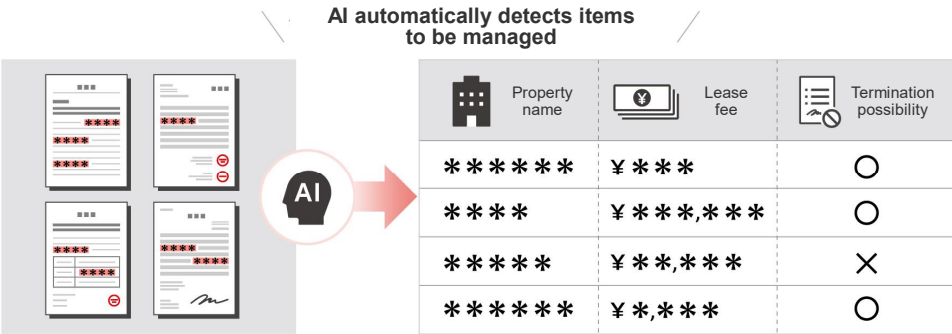 AI automatically detects items
to be managed
****
****
****
****
****
****
****
****
AI
Property
name
Lease
fee
Termination
possibility
¥
****** ¥*** ○
**** ¥***,*** ○
***** ¥**,*** ×
****** ¥*,*** ○